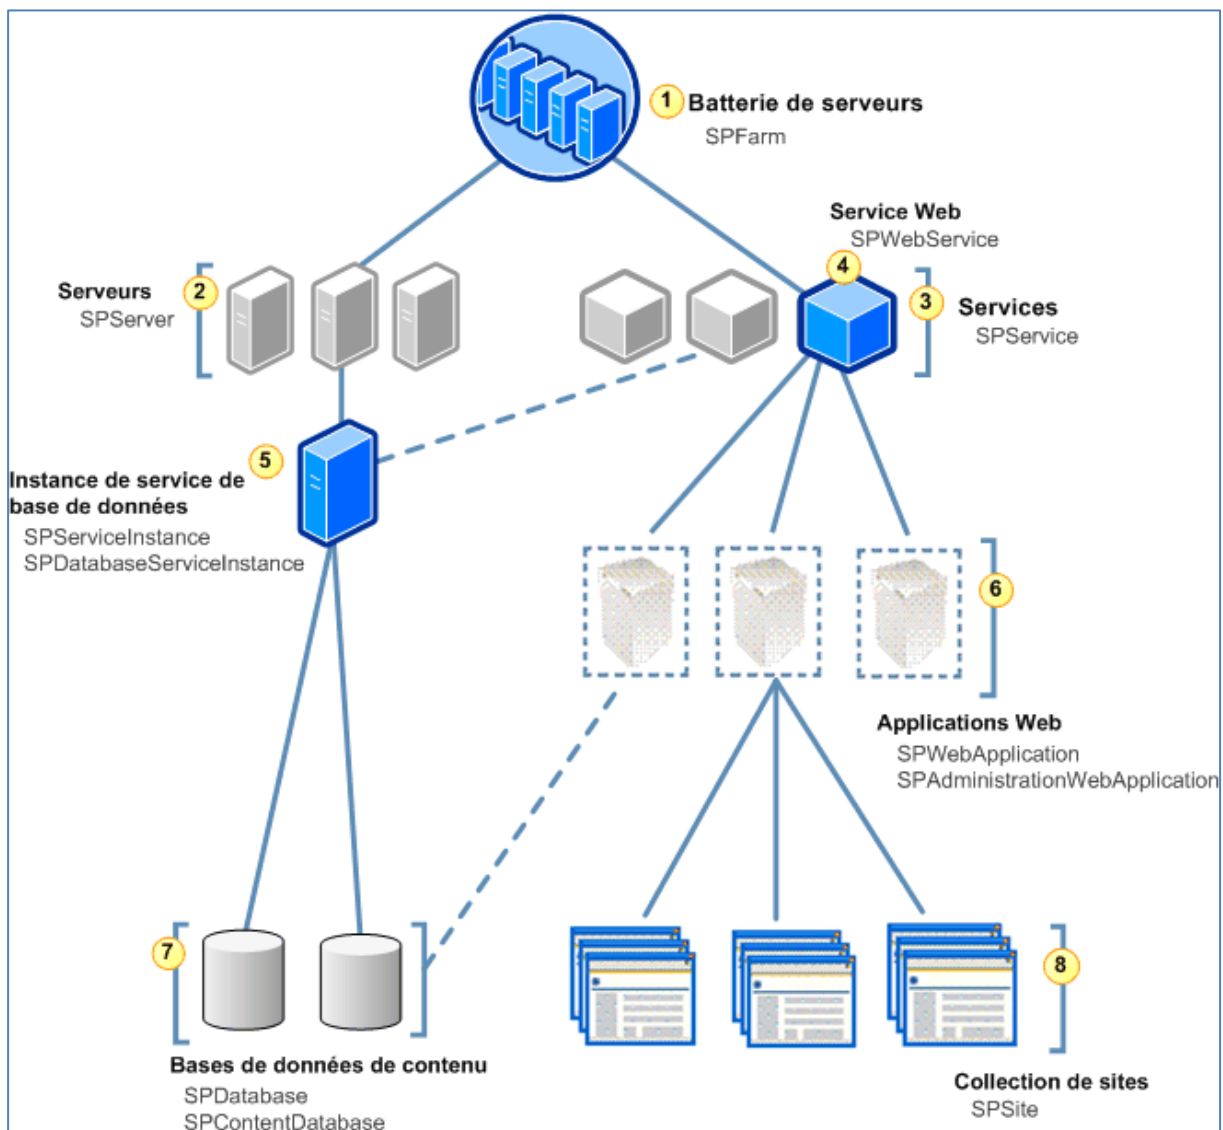 1
Batterie de serveurs
SPFarm
Service Web
SPWebService
4
2
Serveurs
SPServer
3
Services
SPService
5
Instance de service de
base de données
SPServiceInstance
SPDatabaseServiceInstance
6
Applications Web
SPWebApplication
SPAdministrationWebApplication
7
Bases de données de contenu
SPDatabase
SPContentDatabase
8
Collection de sites
SPSite